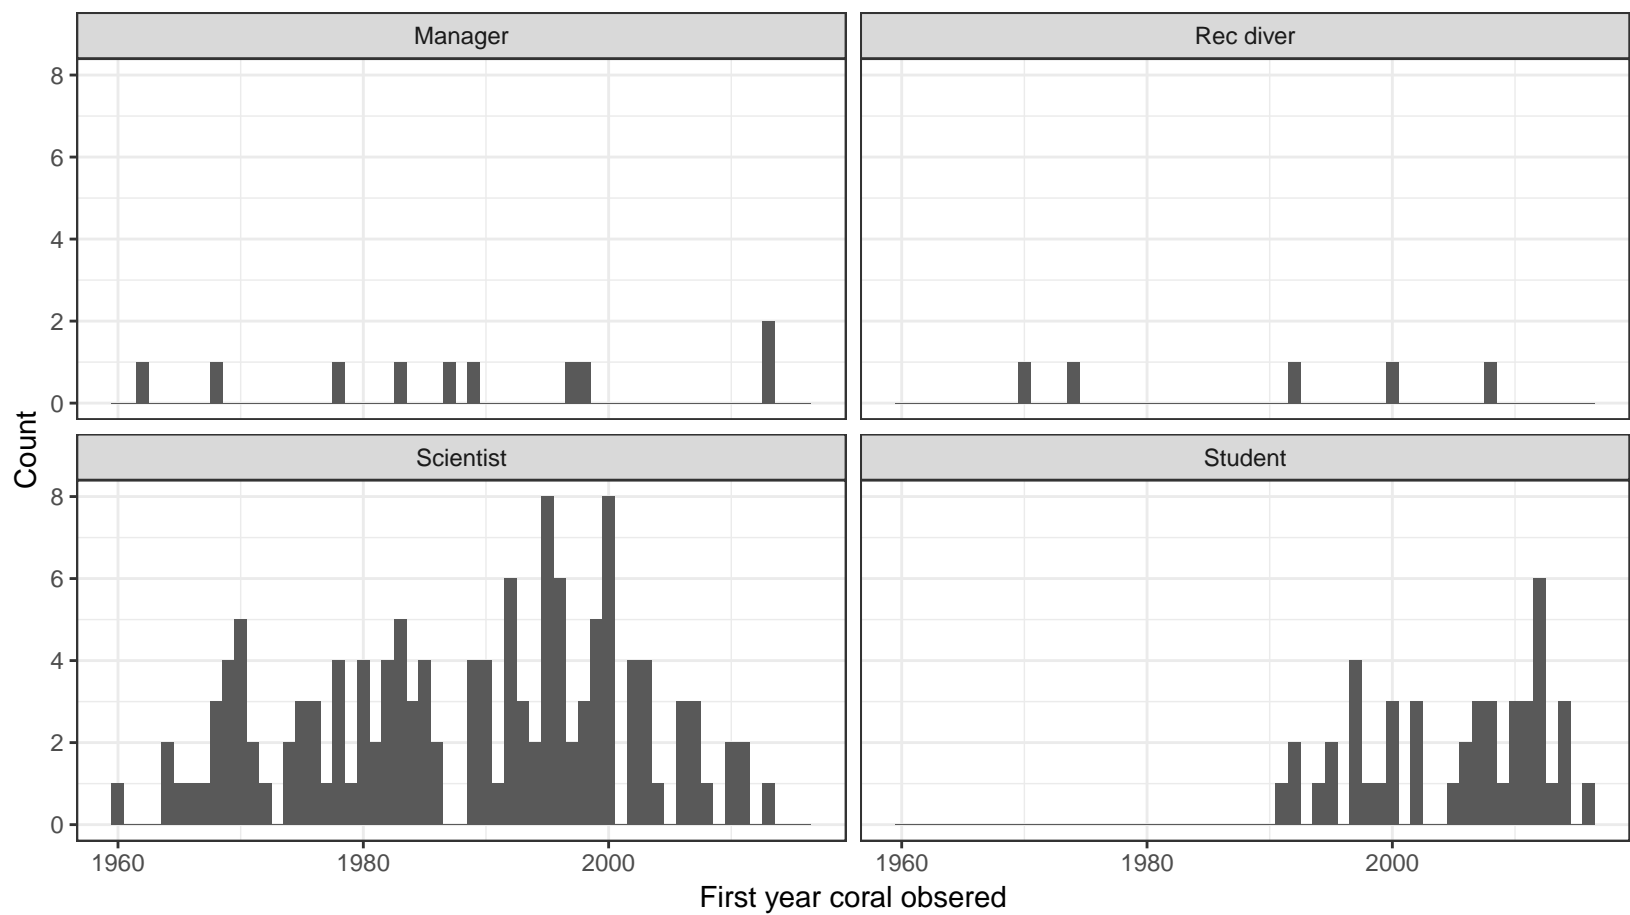 Manager
Rec diver
8
6
4
2
0
Count
Scientist
Student
8
6
4
2
0
1960 1980 2000
1960 1980 2000
First year coral obsered